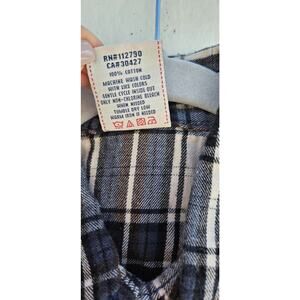 RN#112790
CA#30427
100% COTTON
MACHINE WASH COLD
WITH LIKE COLORS
GENTLE CYCLE INSIDE OUT
ONLY NON-CHLORINE BLEACH
WHEN NEEDED
TUMBLE DRY LOW
WARM IRON IF NEEDED